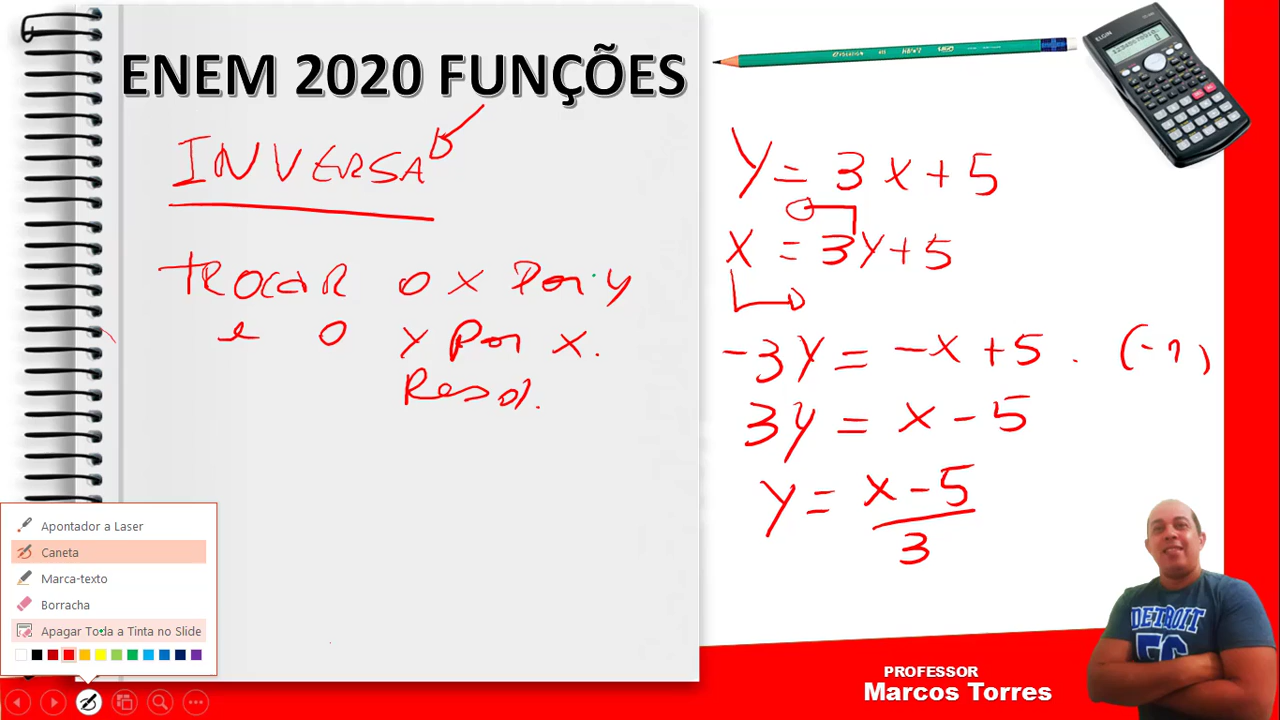 ENEM 2020 FUNÇÕES
INVERSA
TROCAR O X POR Y
e O Y POR X.
Resol.
Y = 3X+5
X = 3Y+5
-3Y = -X+5 . (-1)
3Y = X-5
Y = X-5
3
Apontador a Laser
Caneta
Marca-texto
Borracha
Apagar Toda a Tinta no Slide
ELGIN
DETROIT
PROFESSOR
Marcos Torres